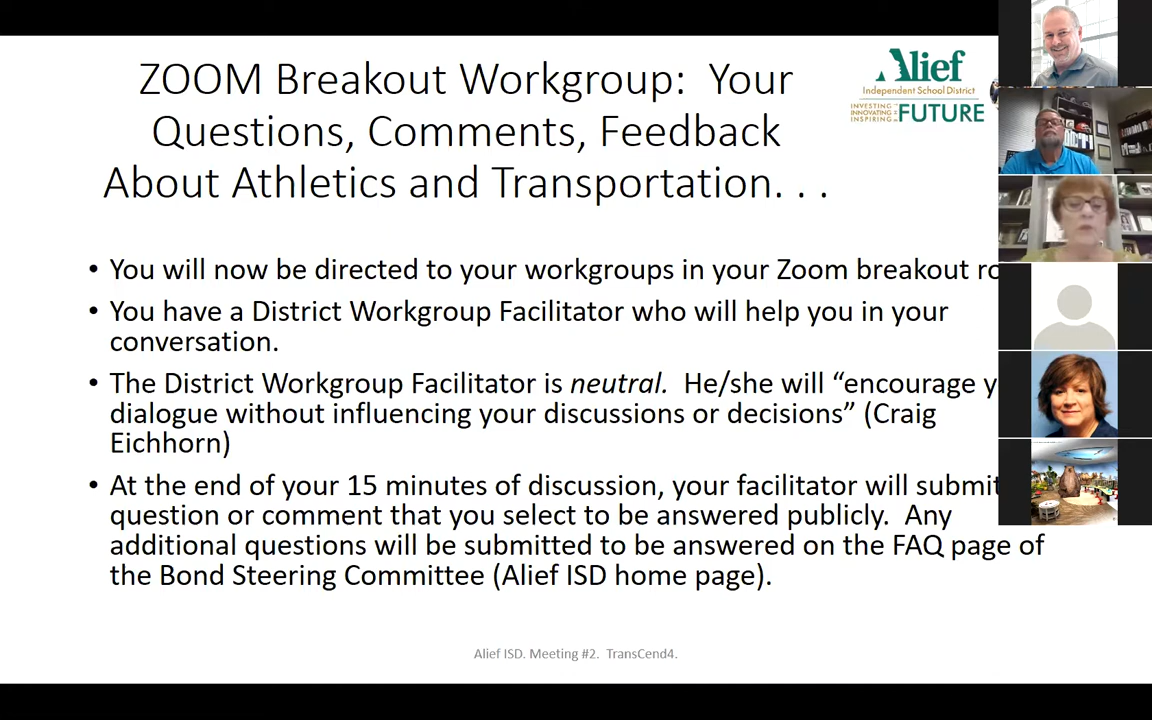 ZOOM Breakout Workgroup:  Your
Questions, Comments, Feedback
About Athletics and Transportation. . .
Alief
Independent School District
INVESTING
INNOVATING
INSPIRING
IN THE
FUTURE
• You will now be directed to your workgroups in your Zoom breakout ro
• You have a District Workgroup Facilitator who will help you in your
conversation.
• The District Workgroup Facilitator is neutral.  He/she will “encourage y
dialogue without influencing your discussions or decisions” (Craig
Eichhorn)
• At the end of your 15 minutes of discussion, your facilitator will submit
question or comment that you select to be answered publicly.  Any
additional questions will be submitted to be answered on the FAQ page of
the Bond Steering Committee (Alief ISD home page).
Alief ISD. Meeting #2.  TransCend4.